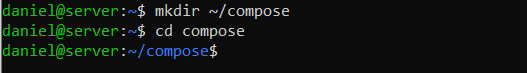 daniel@server:~$ mkdir ~/compose
daniel@server:~$ cd compose
daniel@server:~/compose$